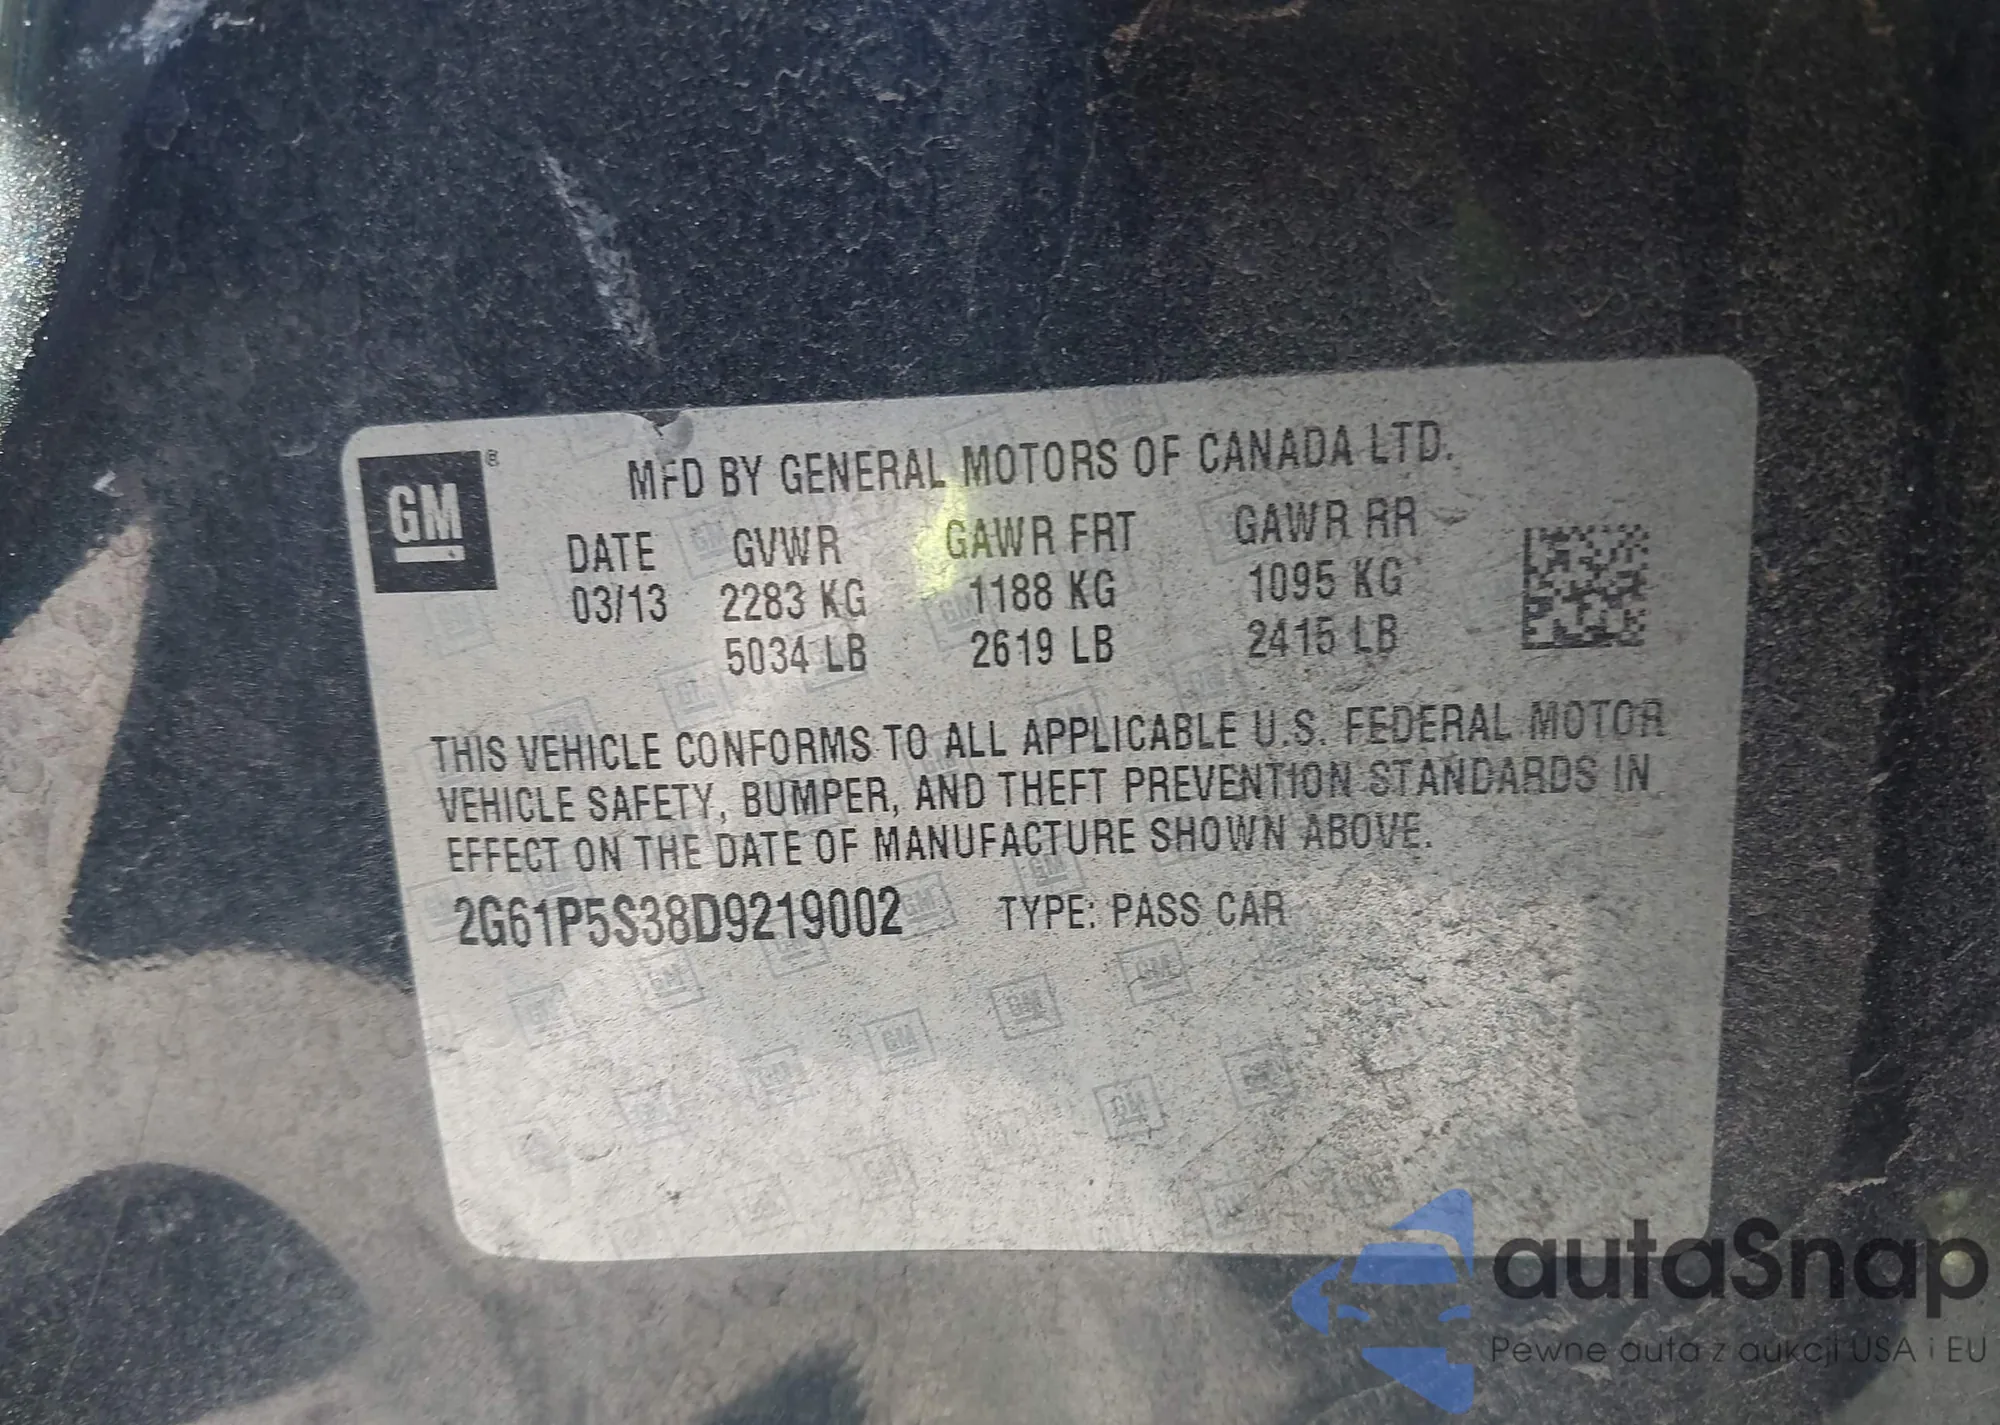 GM ®
MFD BY GENERAL MOTORS OF CANADA LTD.
DATE GVWR GAWR FRT GAWR RR
03/13 2283 KG 1188 KG 1095 KG
5034 LB 2619 LB 2415 LB
THIS VEHICLE CONFORMS TO ALL APPLICABLE U.S. FEDERAL MOTOR
VEHICLE SAFETY, BUMPER, AND THEFT PREVENTION STANDARDS IN
EFFECT ON THE DATE OF MANUFACTURE SHOWN ABOVE.
2G61P5S38D9219002 TYPE: PASS CAR
autaSnap
Pewne auta z aukcji USA i EU